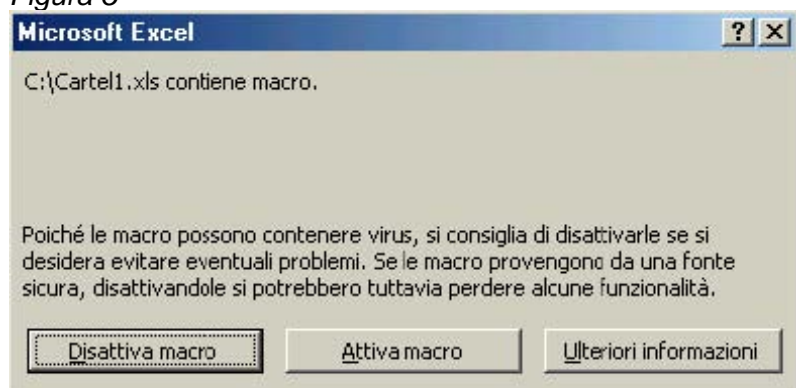 Microsoft Excel
C:\Cartel1.xls contiene macro.
Poiché le macro possono contenere virus, si consiglia di disattivarle se si
desidera evitare eventuali problemi. Se le macro provengono da una fonte
sicura, disattivandole si potrebbero tuttavia perdere alcune funzionalità.
Disattiva macro
Attiva macro
Ulteriori informazioni